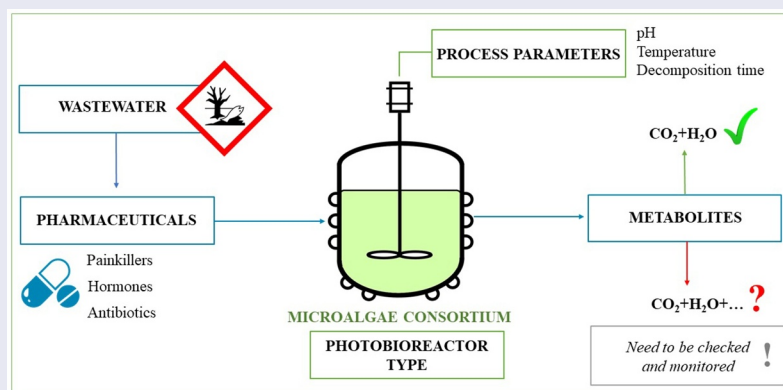 PROCESS PARAMETERS
pH
Temperature
Decomposition time
WASTEWATER
PHARMACEUTICALS
Painkillers
Hormones
Antibiotics
MICROALGAE CONSORTIUM
PHOTOBIOREACTOR
TYPE
CO₂+H₂O
METABOLITES
CO₂+H₂O+... ?
Need to be checked
and monitored !